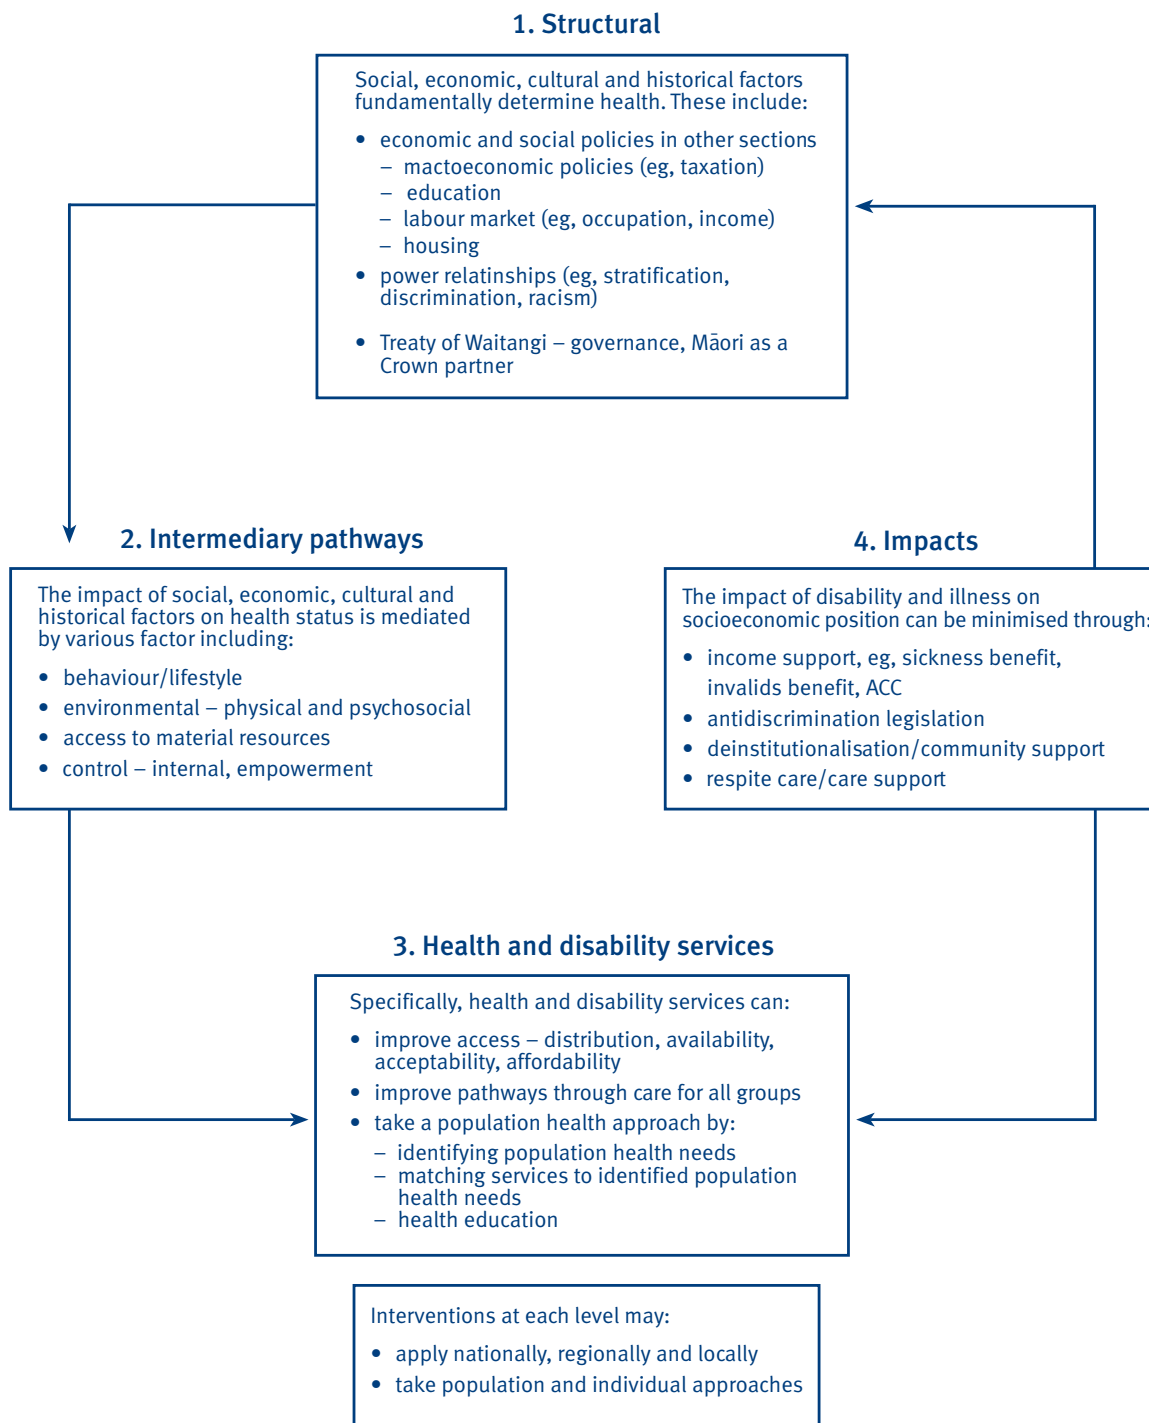 1. Structural
Social, economic, cultural and historical factors
fundamentally determine health. These include:
• economic and social policies in other sections
– mactoeconomic policies (eg, taxation)
– education
– labour market (eg, occupation, income)
– housing
• power relatinships (eg, stratification,
discrimination, racism)
• Treaty of Waitangi – governance, Māori as a
Crown partner
2. Intermediary pathways
The impact of social, economic, cultural and
historical factors on health status is mediated
by various factor including:
• behaviour/lifestyle
• environmental – physical and psychosocial
• access to material resources
• control – internal, empowerment
4. Impacts
The impact of disability and illness on
socioeconomic position can be minimised through:
• income support, eg, sickness benefit,
invalids benefit, ACC
• antidiscrimination legislation
• deinstitutionalisation/community support
• respite care/care support
3. Health and disability services
Specifically, health and disability services can:
• improve access – distribution, availability,
acceptability, affordability
• improve pathways through care for all groups
• take a population health approach by:
– identifying population health needs
– matching services to identified population
health needs
– health education
Interventions at each level may:
• apply nationally, regionally and locally
• take population and individual approaches